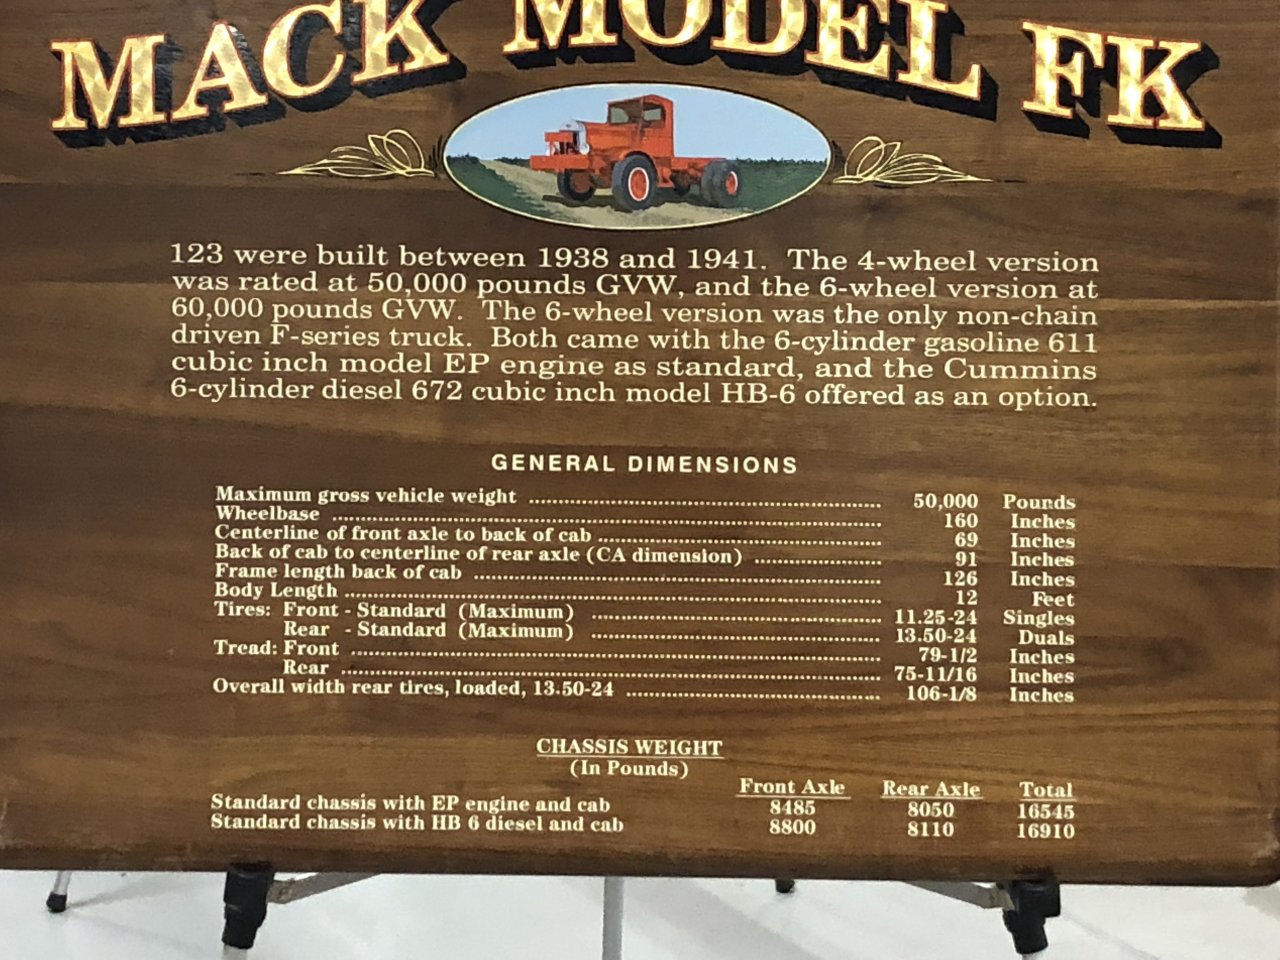 MACK MODEL FK
123 were built between 1938 and 1941. The 4-wheel version
was rated at 50,000 pounds GVW, and the 6-wheel version at
60,000 pounds GVW. The 6-wheel version was the only non-chain
driven F-series truck. Both came with the 6-cylinder gasoline 611
cubic inch model EP engine as standard, and the Cummins
6-cylinder diesel 672 cubic inch model HB-6 offered as an option.
GENERAL DIMENSIONS
Maximum gross vehicle weight ........ 50,000 Pounds
Wheelbase ........ 160 Inches
Centerline of front axle to back of cab ........ 69 Inches
Back of cab to centerline of rear axle (CA dimension) ........ 91 Inches
Frame length back of cab ........ 126 Inches
Body Length ........ 12 Feet
Tires: Front - Standard (Maximum) ........ 11.25-24 Singles
Rear - Standard (Maximum) ........ 13.50-24 Duals
Tread: Front ........ 79-1/2 Inches
Rear ........ 75-11/16 Inches
Overall width rear tires, loaded, 13.50-24 ........ 106-1/8 Inches
CHASSIS WEIGHT
(In Pounds)
Front Axle Rear Axle Total
Standard chassis with EP engine and cab 8485 8050 16545
Standard chassis with HB 6 diesel and cab 8800 8110 16910